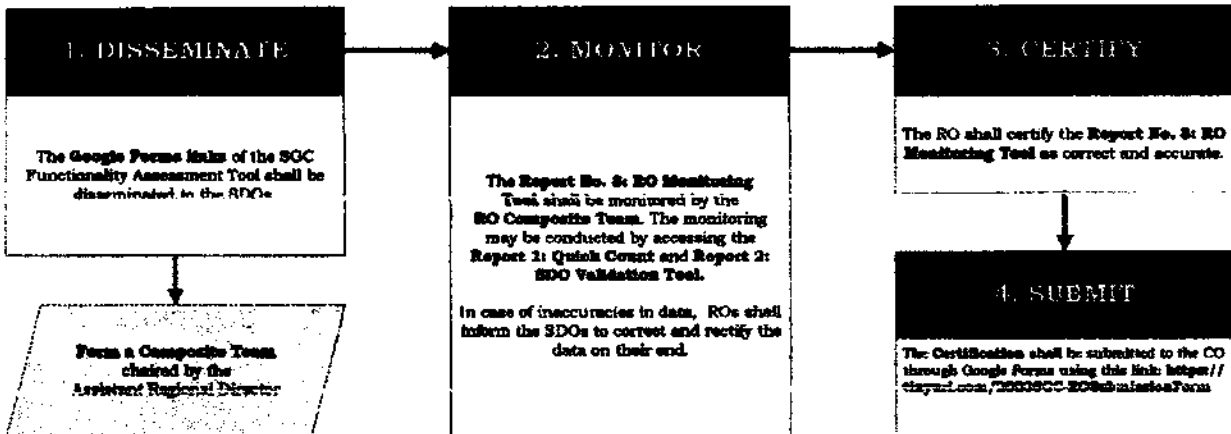 1. DISSEMINATE
The Google Forms links of the SGC
Functionality Assessment Tool shall be
disseminated to the SDOs
Form a Composite Team
chaired by the
Assistant Regional Director
2. MONITOR
The Report No. 3: RO Monitoring
Tool shall be monitored by the
RO Composite Team. The monitoring
may be conducted by accessing the
Report 1: Quick Count and Report 2:
SDO Validation Tool.
In case of inaccuracies in data, ROs shall
inform the SDOs to correct and rectify the
data on their end.
3. CERTIFY
The RO shall certify the Report No. 3: RO
Monitoring Tool as correct and accurate.
4. SUBMIT
The Certification shall be submitted to the CO
through Google Forms using this link: https://